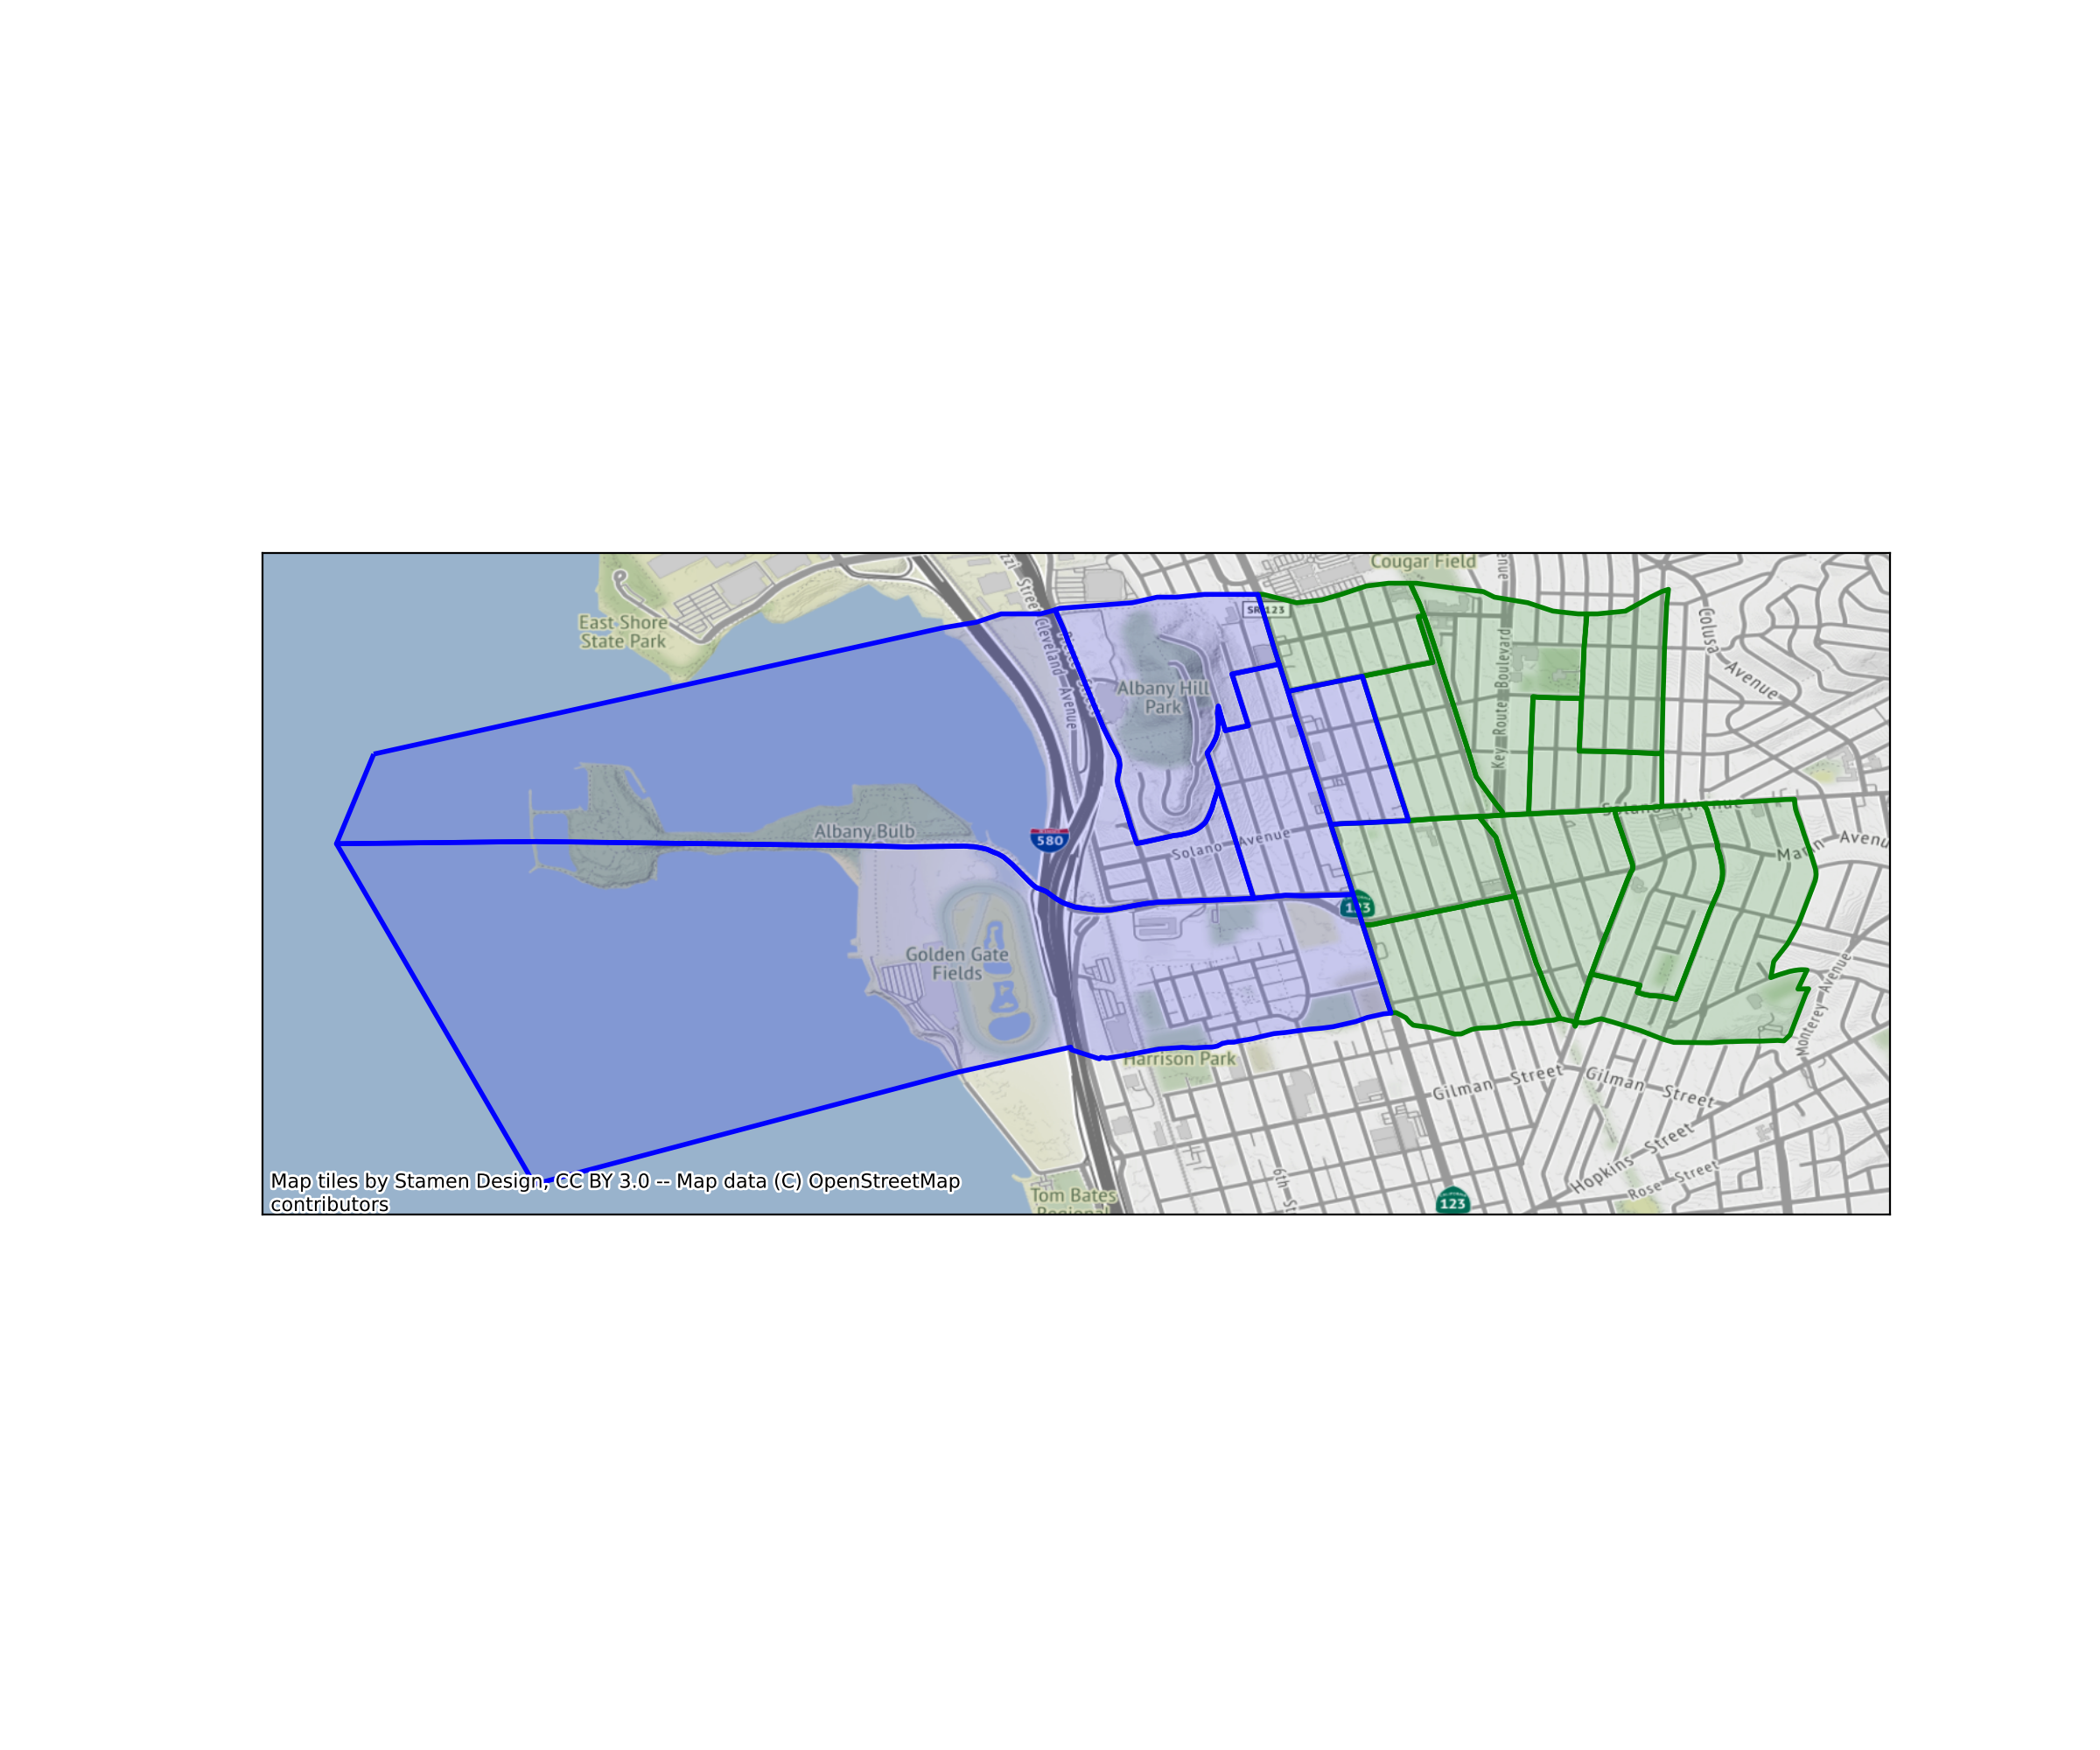 Cougar Field
East Shore
State Park
SR 123
Cleveland Avenue
Colusa Avenue
Key Route Boulevard
Albany Hill
Park
Solano Avenue
Albany Bulb
580
Solano Avenue
Marin Avenu
123
Golden Gate
Fields
Monterey Avenue
Harrison Park
Gilman Street
Gilman Street
Hopkins Street
Rose Street
6th St
Tom Bates
Regional
123
Map tiles by Stamen Design, CC BY 3.0 -- Map data (C) OpenStreetMap
contributors